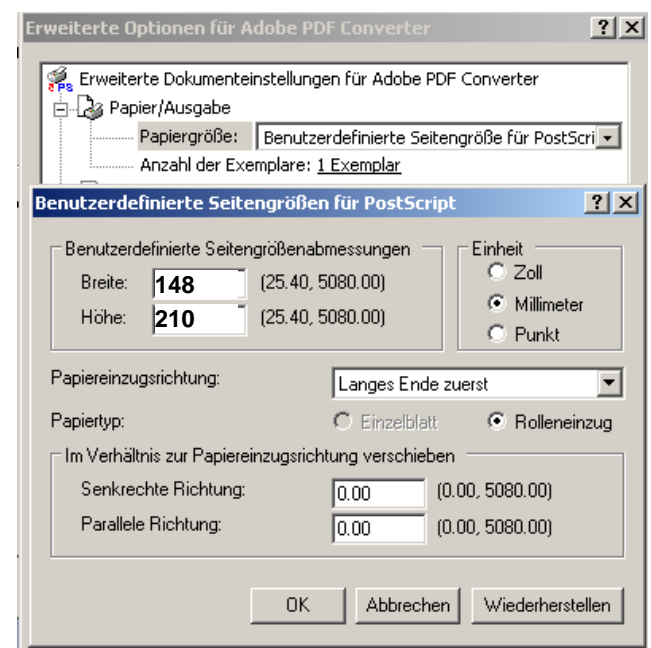 Erweiterte Optionen für Adobe PDF Converter
Erweiterte Dokumenteinstellungen für Adobe PDF Converter
Papier/Ausgabe
Papiergröße: Benutzerdefinierte Seitengröße für PostScri
Anzahl der Exemplare: 1 Exemplar
Benutzerdefinierte Seitengrößen für PostScript
Benutzerdefinierte Seitengrößenabmessungen Einheit
Zoll
Breite: 148 (25.40, 5080.00)
Millimeter
Höhe: 210 (25.40, 5080.00)
Punkt
Papiereinzugsrichtung: Langes Ende zuerst
Papiertyp: Einzelblatt Rolleneinzug
Im Verhältnis zur Papiereinzugsrichtung verschieben
Senkrechte Richtung: 0.00 (0.00, 5080.00)
Parallele Richtung: 0.00 (0.00, 5080.00)
OK Abbrechen Wiederherstellen